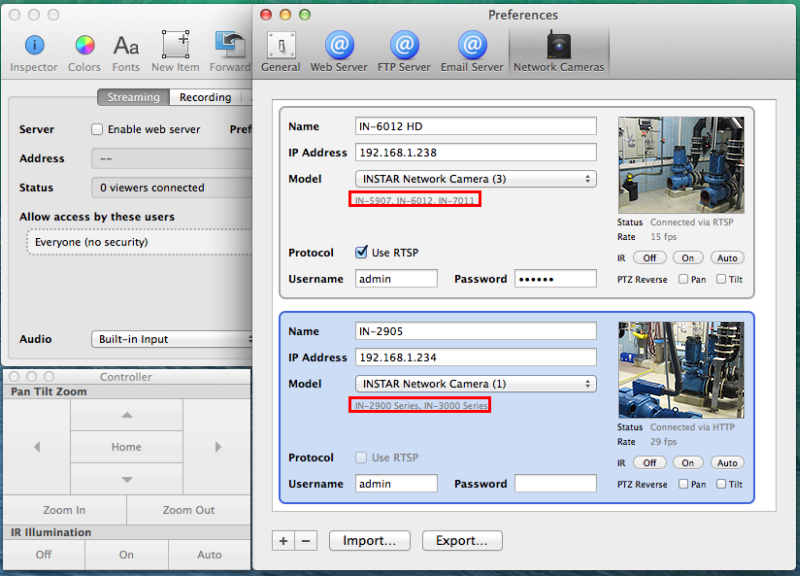 Inspector Colors Fonts New Item Forward
Streaming Recording
Server Enable web server Pref
Address --
Status 0 viewers connected
Allow access by these users
Everyone (no security)
Audio Built-in Input
Controller
Pan Tilt Zoom
Home
Zoom In Zoom Out
IR Illumination
Off On Auto
Preferences
General Web Server FTP Server Email Server Network Cameras
Name IN-6012 HD
IP Address 192.168.1.238
Model INSTAR Network Camera (3)
IN-5907, IN-6012, IN-7011
Protocol Use RTSP
Username admin Password ••••••
Status Connected via RTSP
Rate 15 fps
IR Off On Auto
PTZ Reverse Pan Tilt
Name IN-2905
IP Address 192.168.1.234
Model INSTAR Network Camera (1)
IN-2900 Series, IN-3000 Series
Protocol Use RTSP
Username admin Password
Status Connected via HTTP
Rate 29 fps
IR Off On Auto
PTZ Reverse Pan Tilt
+ − Import... Export...